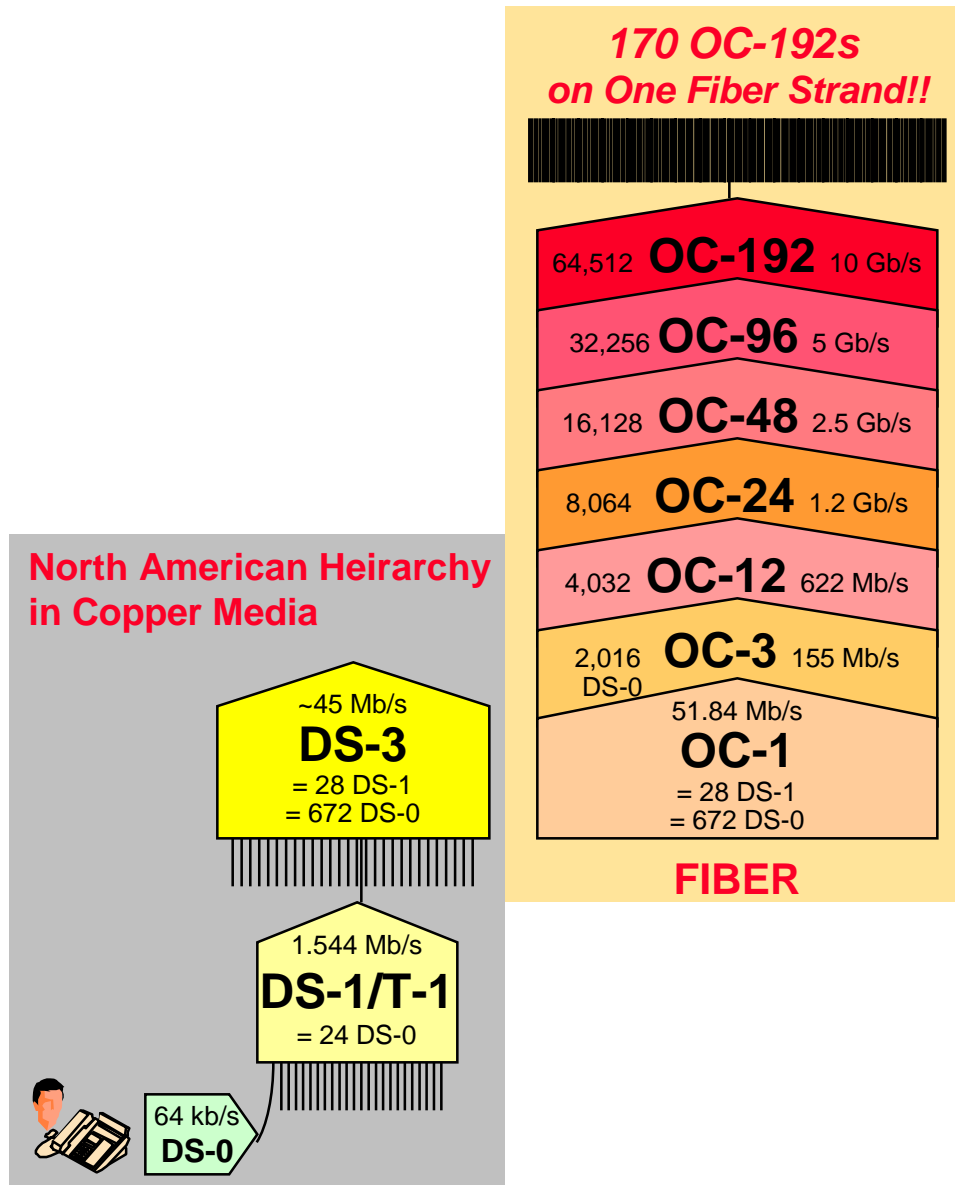 170 OC-192s
on One Fiber Strand!!
64,512 OC-192 10 Gb/s
32,256 OC-96 5 Gb/s
16,128 OC-48 2.5 Gb/s
8,064 OC-24 1.2 Gb/s
4,032 OC-12 622 Mb/s
2,016 OC-3 155 Mb/s
DS-0
51.84 Mb/s
OC-1
= 28 DS-1
= 672 DS-0
FIBER
North American Heirarchy
in Copper Media
~45 Mb/s
DS-3
= 28 DS-1
= 672 DS-0
1.544 Mb/s
DS-1/T-1
= 24 DS-0
64 kb/s
DS-0